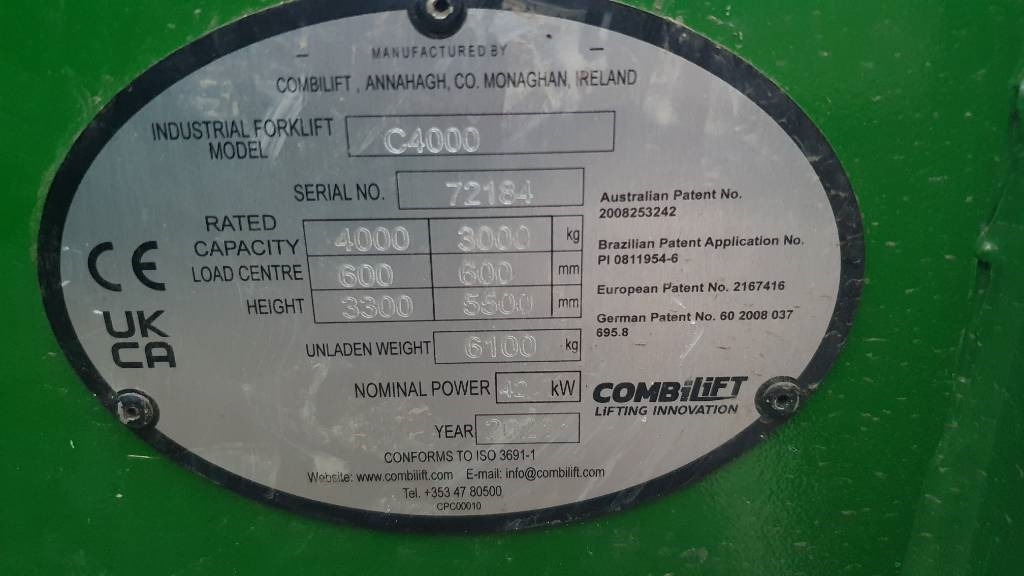 MANUFACTURED BY
COMBILIFT , ANNAHAGH, CO. MONAGHAN, IRELAND
INDUSTRIAL FORKLIFT
MODEL C4000
SERIAL NO. 72184
RATED
CAPACITY 4000 3000 kg
LOAD CENTRE 600 600 mm
HEIGHT 3300 5500 mm
UNLADEN WEIGHT 6100 kg
NOMINAL POWER kW
YEAR
CE
UK
CA
Australian Patent No.
2008253242
Brazilian Patent Application No.
PI 0811954-6
European Patent No. 2167416
German Patent No. 60 2008 037
695.8
COMBiLiFT
LIFTING INNOVATION
CONFORMS TO ISO 3691-1
Website: www.combilift.com E-mail: info@combilift.com
Tel. +353 47 80500
CPC00010